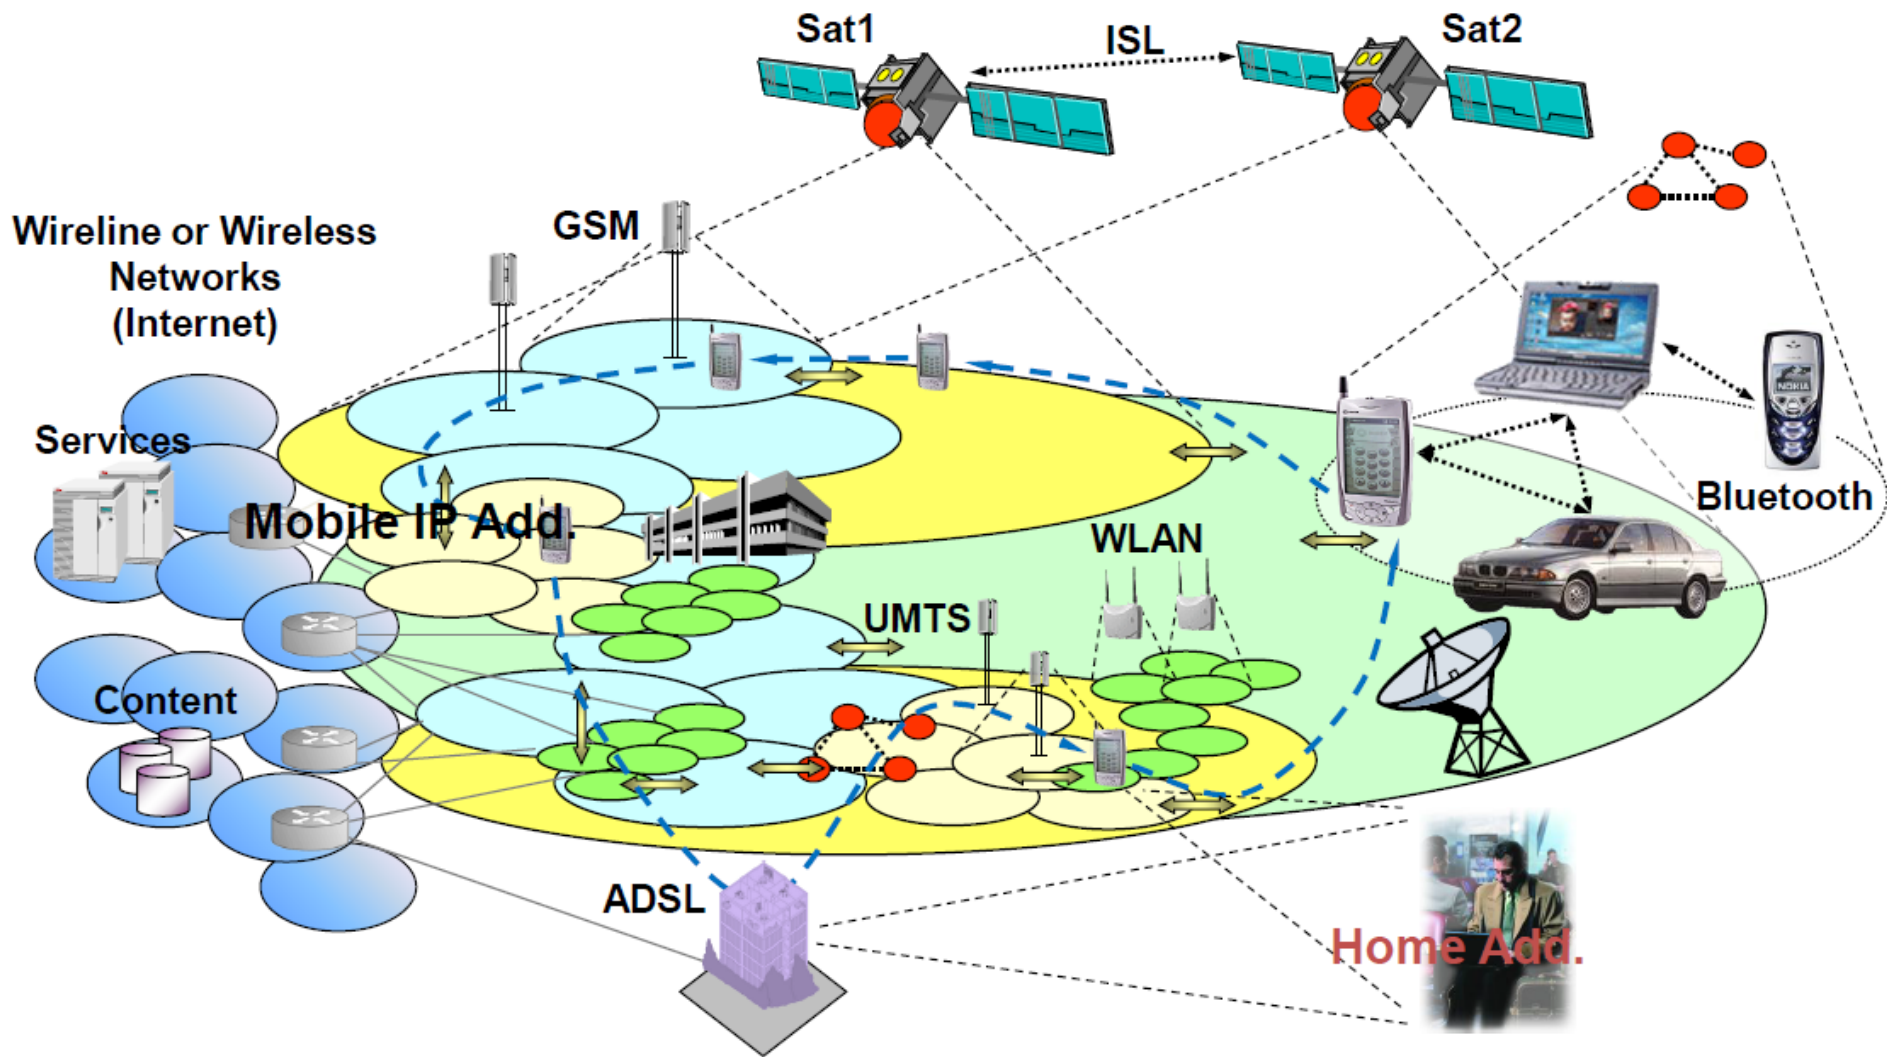 Sat1
ISL
Sat2
GSM
Wireline or Wireless
Networks
(Internet)
Services
NOKIA
Bluetooth
Mobile IP Add.
WLAN
UMTS
Content
ADSL
Home Add.